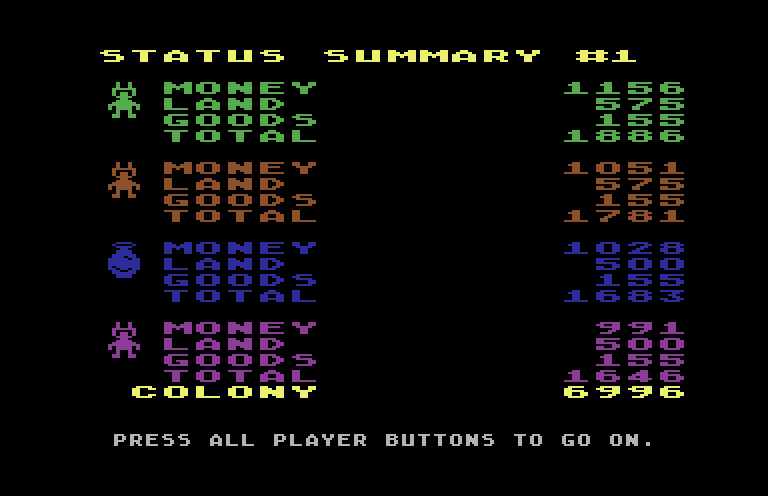 STATUS SUMMARY #1
MONEY 1156
LAND 575
GOODS 155
TOTAL 1886
MONEY 1051
LAND 575
GOODS 155
TOTAL 1781
MONEY 1028
LAND 500
GOODS 155
TOTAL 1683
MONEY 991
LAND 500
GOODS 155
TOTAL 1646
COLONY 6996
PRESS ALL PLAYER BUTTONS TO GO ON.